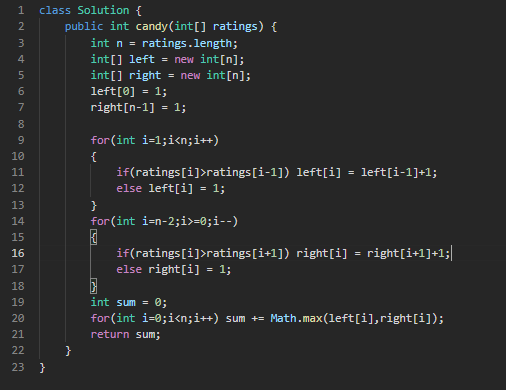 1 class Solution {
2 public int candy(int[] ratings) {
3 int n = ratings.length;
4 int[] left = new int[n];
5 int[] right = new int[n];
6 left[0] = 1;
7 right[n-1] = 1;
8
9 for(int i=1;i<n;i++)
10 {
11 if(ratings[i]>ratings[i-1]) left[i] = left[i-1]+1;
12 else left[i] = 1;
13 }
14 for(int i=n-2;i>=0;i--)
15 {
16 if(ratings[i]>ratings[i+1]) right[i] = right[i+1]+1;
17 else right[i] = 1;
18 }
19 int sum = 0;
20 for(int i=0;i<n;i++) sum += Math.max(left[i],right[i]);
21 return sum;
22 }
23 }